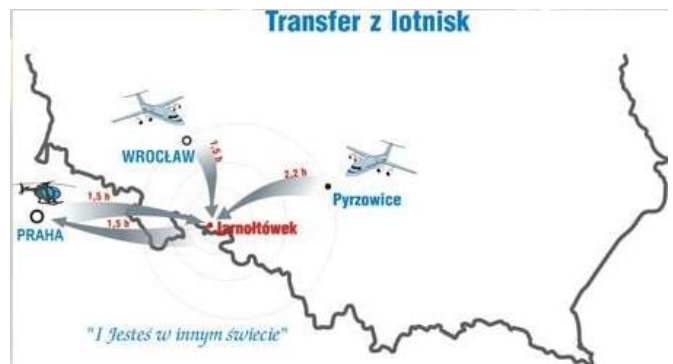 Transfer z lotnisk
WROCŁAW
1,5 h
2,2 h
Pyrzowice
1,5 h
PRAHA
1,5 h
Jarnołtówek
"I Jesteś w innym świecie"